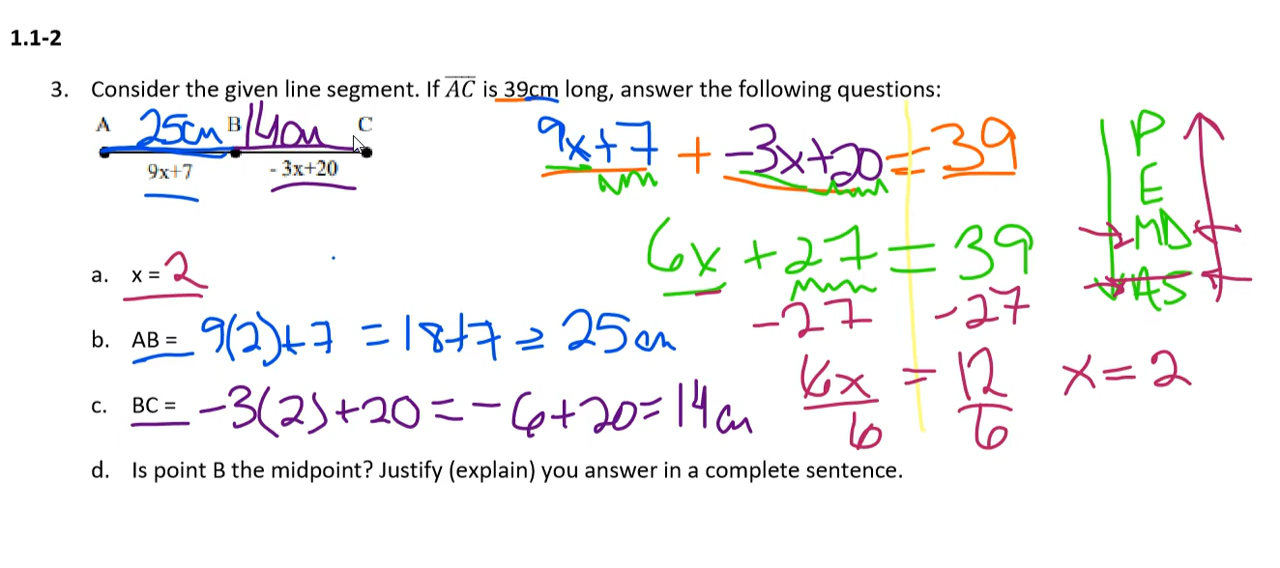 1.1-2
3. Consider the given line segment. If AC is 39cm long, answer the following questions:
A 25cm B 14cm C
9x+7 -3x+20
9x+7 + -3x+20 = 39
6x + 27 = 39
-27 -27
6x = 12
6 6
x = 2
P
E
MD
AS
a. x = 2
b. AB = 9(2)+7 = 18+7 = 25cm
c. BC = -3(2)+20 = -6+20 = 14cm
d. Is point B the midpoint? Justify (explain) you answer in a complete sentence.